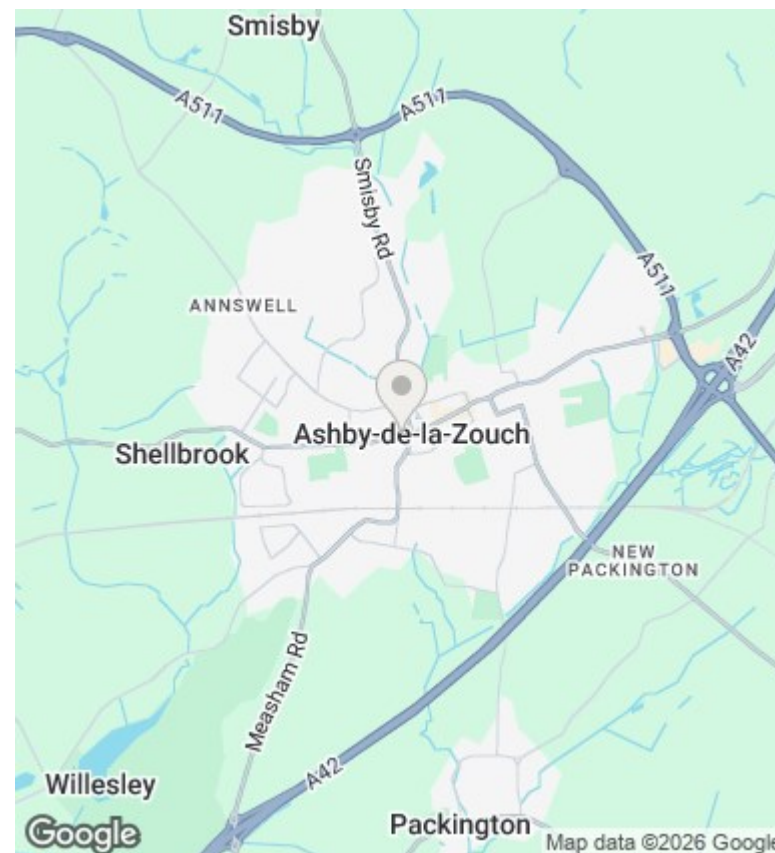 Smisby
A511
A511
Smisby Rd
A511
ANNSWELL
A42
Ashby-de-la-Zouch
Shellbrook
NEW
PACKINGTON
Measham Rd
A42
Willesley
Packington
Google
Map data ©2026 Google